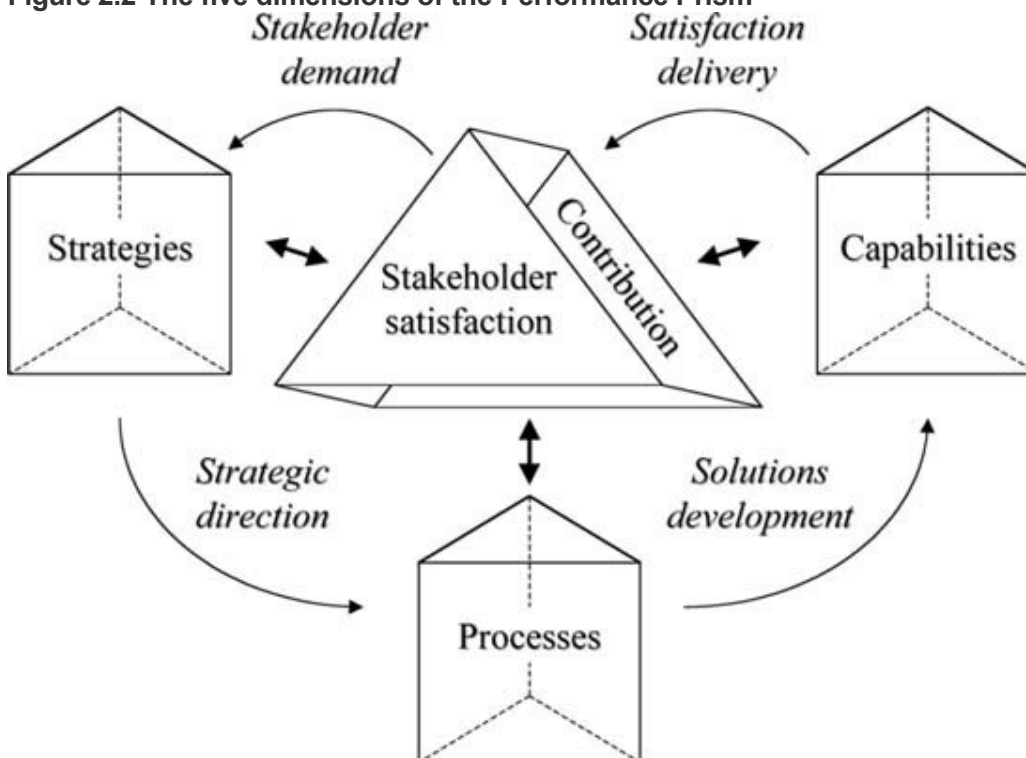 Figure 2.2 The five dimensions of the Performance Prism
Stakeholder
demand
Satisfaction
delivery
Strategies
Stakeholder
satisfaction
Contribution
Capabilities
Strategic
direction
Solutions
development
Processes